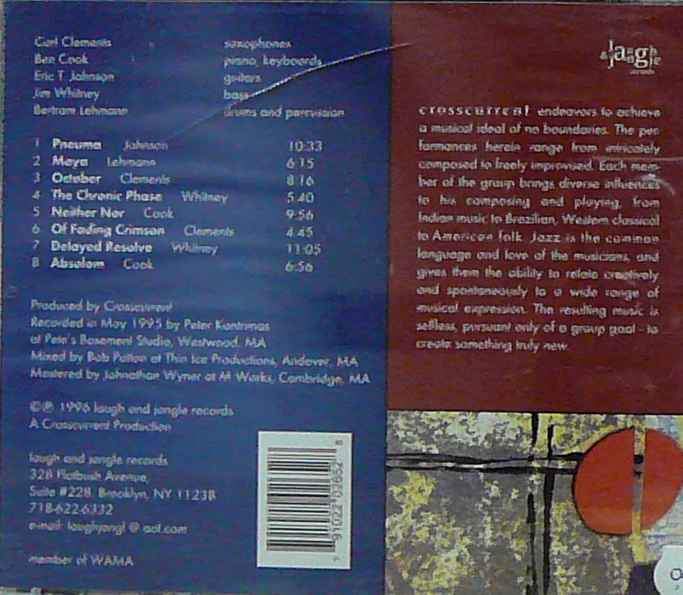 Carl Clements saxophones
Ben Cook piano, keyboards
Eric T. Johnson guitars
Jim Whitney bass
Bertram Lehmann drums and percussion
1 Pneuma Johnson 10:33
2 Maya Lehmann 6:15
3 October Clements 8:16
4 The Chronic Phase Whitney 5:40
5 Neither Nor Cook 9:56
6 Of Fading Crimson Clements 4:45
7 Delayed Resolve Whitney 11:05
8 Absolom Cook 6:56
Produced by Crosscurrent
Recorded in May 1995 by Peter Kontrimas
at Pete's Basement Studio, Westwood, MA
Mixed by Bob Patton at Thin Ice Productions, Andover, MA
Mastered by Johnathan Wyner at M Works, Cambridge, MA
©℗ 1996 laugh and jangle records
A Crosscurrent Production
laugh and jangle records
328 Flatbush Avenue,
Suite #228, Brooklyn, NY 11238
718-622-6332
e-mail: laughjangl @ aol.com
member of WAMA
laugh
& jangle
records
crosscurrent endeavors to achieve
a musical ideal of no boundaries. The per
formances herein range from intricately
composed to freely improvised. Each mem-
ber of the group brings diverse influences
to his composing and playing, from
Indian music to Brazilian, Western classical
to American folk. Jazz is the common
language and love of the musicians, and
gives them the ability to relate creatively
and spontaneously to a wide range of
musical expression. The resulting music is
selfless, pursuant only of a group goal - to
create something truly new.